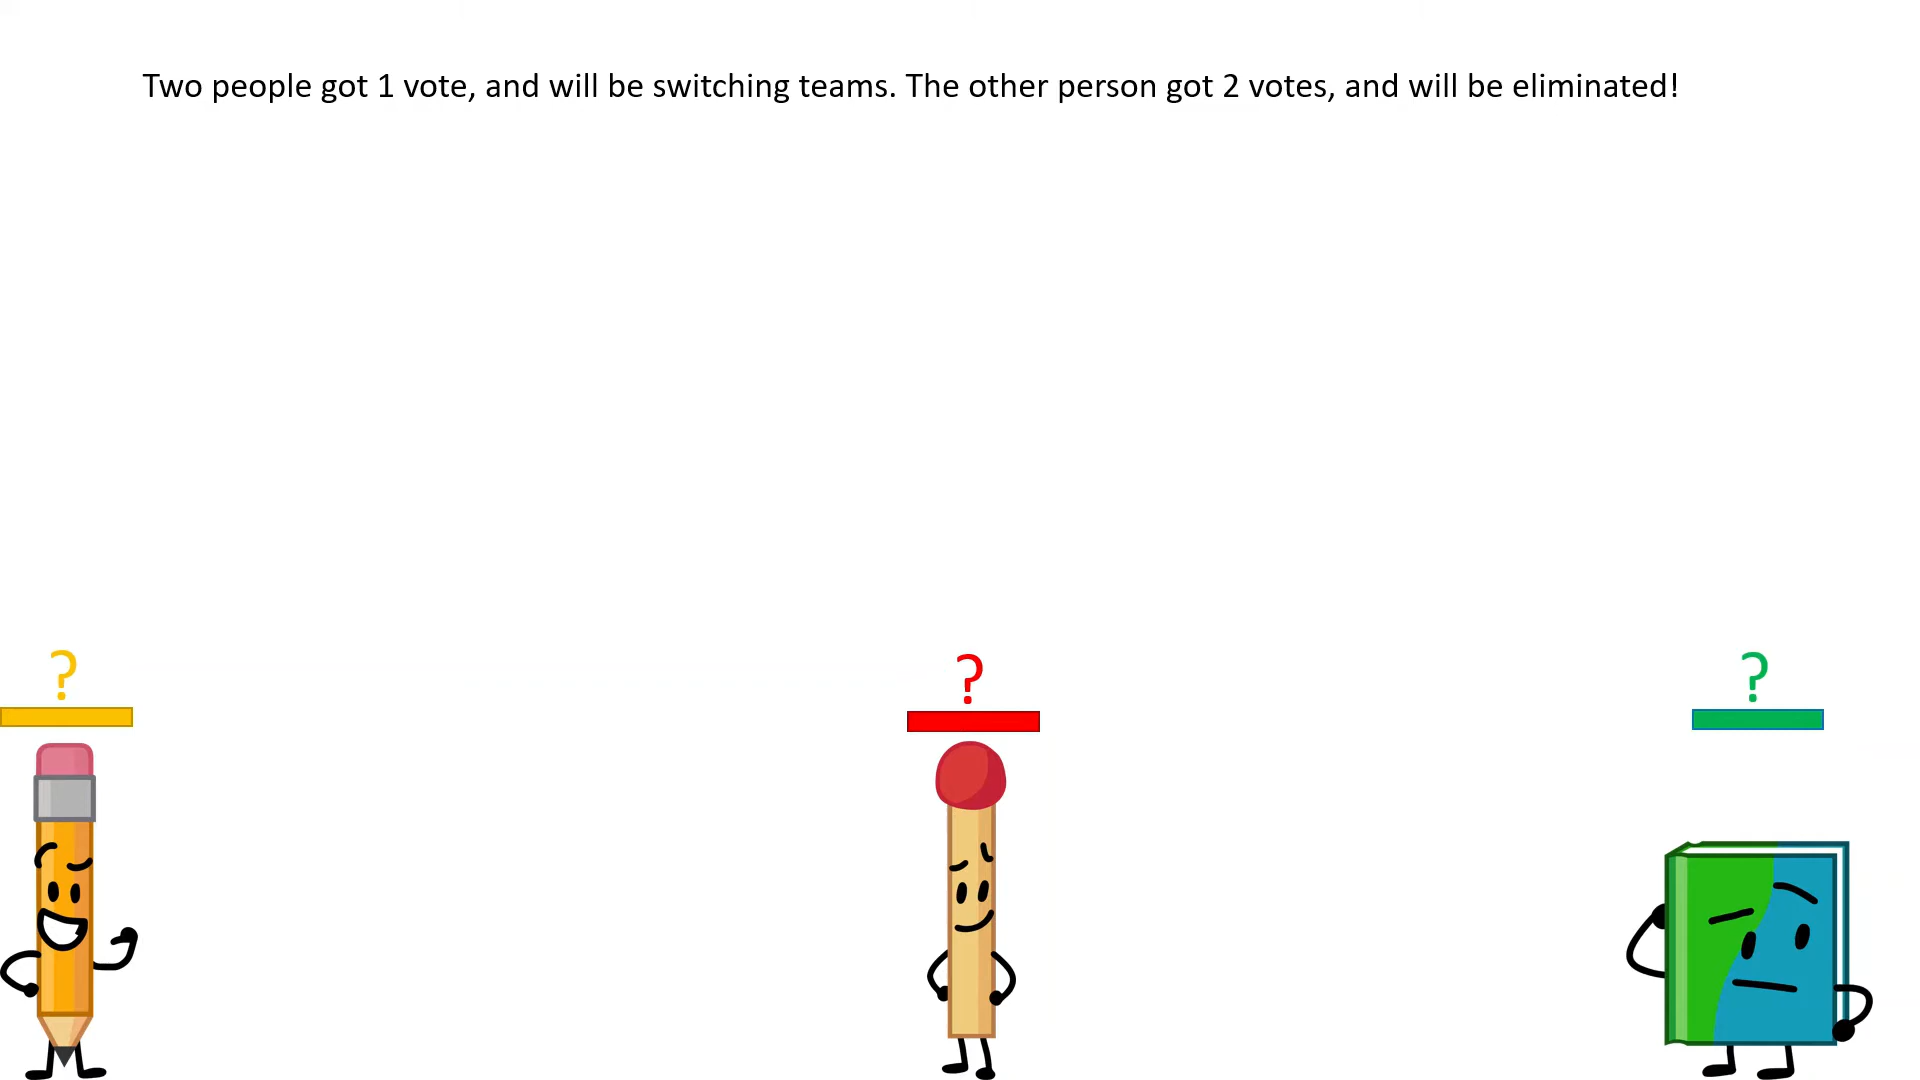 Two people got 1 vote, and will be switching teams. The other person got 2 votes, and will be eliminated!
? ? ?